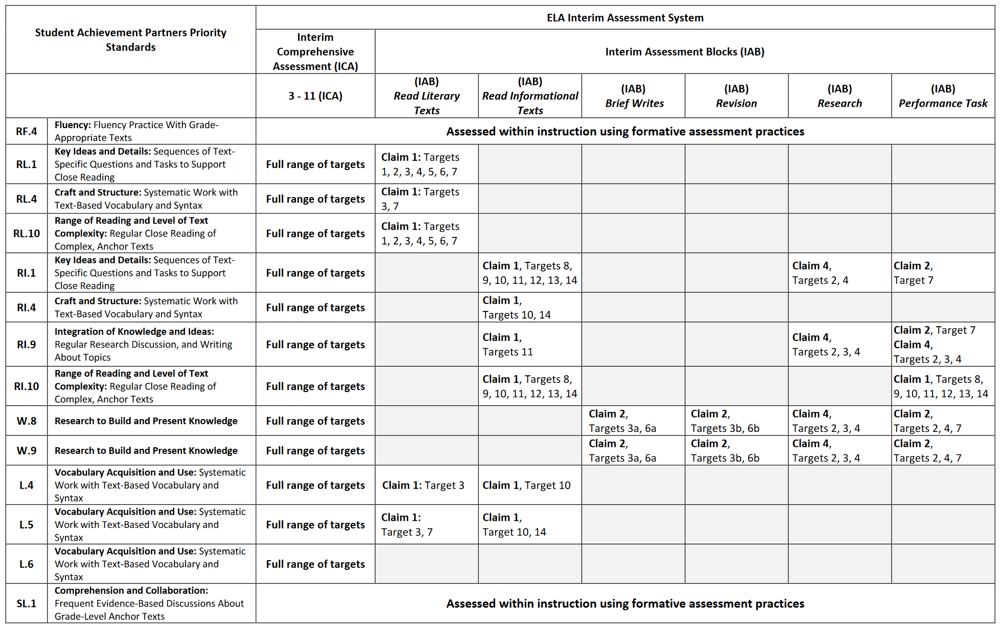 Student Achievement Partners Priority
Standards
ELA Interim Assessment System
Interim
Comprehensive
Assessment (ICA)
Interim Assessment Blocks (IAB)
3 - 11 (ICA)
(IAB)
Read Literary
Texts
(IAB)
Read Informational
Texts
(IAB)
Brief Writes
(IAB)
Revision
(IAB)
Research
(IAB)
Performance Task
RF.4
Fluency: Fluency Practice With Grade-
Appropriate Texts
Assessed within instruction using formative assessment practices
RL.1
Key Ideas and Details: Sequences of Text-
Specific Questions and Tasks to Support
Close Reading
Full range of targets
Claim 1: Targets
1, 2, 3, 4, 5, 6, 7
RL.4
Craft and Structure: Systematic Work with
Text-Based Vocabulary and Syntax
Full range of targets
Claim 1: Targets
3, 7
RL.10
Range of Reading and Level of Text
Complexity: Regular Close Reading of
Complex, Anchor Texts
Full range of targets
Claim 1: Targets
1, 2, 3, 4, 5, 6, 7
RI.1
Key Ideas and Details: Sequences of Text-
Specific Questions and Tasks to Support
Close Reading
Full range of targets
Claim 1, Targets 8,
9, 10, 11, 12, 13, 14
Claim 4,
Targets 2, 4
Claim 2,
Target 7
RI.4
Craft and Structure: Systematic Work with
Text-Based Vocabulary and Syntax
Full range of targets
Claim 1,
Targets 10, 14
RI.9
Integration of Knowledge and Ideas:
Regular Research Discussion, and Writing
About Topics
Full range of targets
Claim 1,
Targets 11
Claim 4,
Targets 2, 3, 4
Claim 2, Target 7
Claim 4,
Targets 2, 3, 4
RI.10
Range of Reading and Level of Text
Complexity: Regular Close Reading of
Complex, Anchor Texts
Full range of targets
Claim 1, Targets 8,
9, 10, 11, 12, 13, 14
Claim 1, Targets 8,
9, 10, 11, 12, 13, 14
W.8
Research to Build and Present Knowledge
Full range of targets
Claim 2,
Targets 3a, 6a
Claim 2,
Targets 3b, 6b
Claim 4,
Targets 2, 3, 4
Claim 2,
Targets 2, 4, 7
W.9
Research to Build and Present Knowledge
Full range of targets
Claim 2,
Targets 3a, 6a
Claim 2,
Targets 3b, 6b
Claim 4,
Targets 2, 3, 4
Claim 2,
Targets 2, 4, 7
L.4
Vocabulary Acquisition and Use: Systematic
Work with Text-Based Vocabulary and
Syntax
Full range of targets
Claim 1: Target 3
Claim 1, Target 10
L.5
Vocabulary Acquisition and Use: Systematic
Work with Text-Based Vocabulary and
Syntax
Full range of targets
Claim 1:
Target 3, 7
Claim 1,
Target 10, 14
L.6
Vocabulary Acquisition and Use: Systematic
Work with Text-Based Vocabulary and
Syntax
Full range of targets
SL.1
Comprehension and Collaboration:
Frequent Evidence-Based Discussions About
Grade-Level Anchor Texts
Assessed within instruction using formative assessment practices